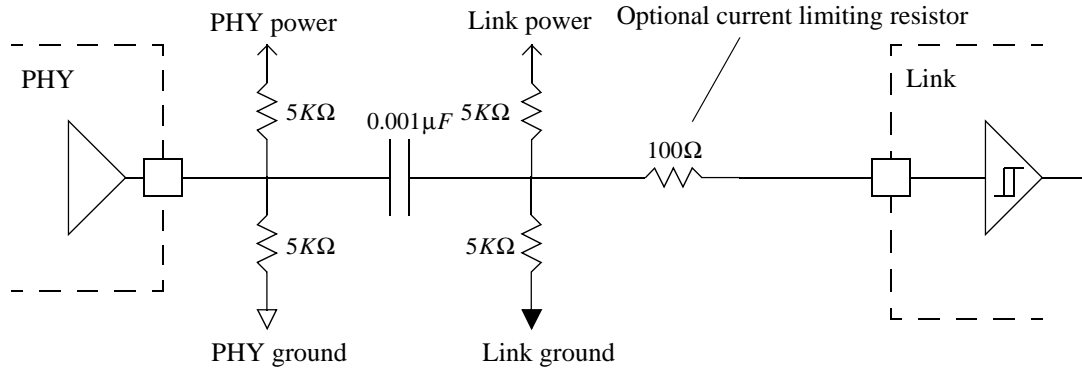 Optional current limiting resistor
PHY power
Link power
PHY
Link
5KΩ
0.001μF
5KΩ
100Ω
5KΩ
5KΩ
PHY ground
Link ground